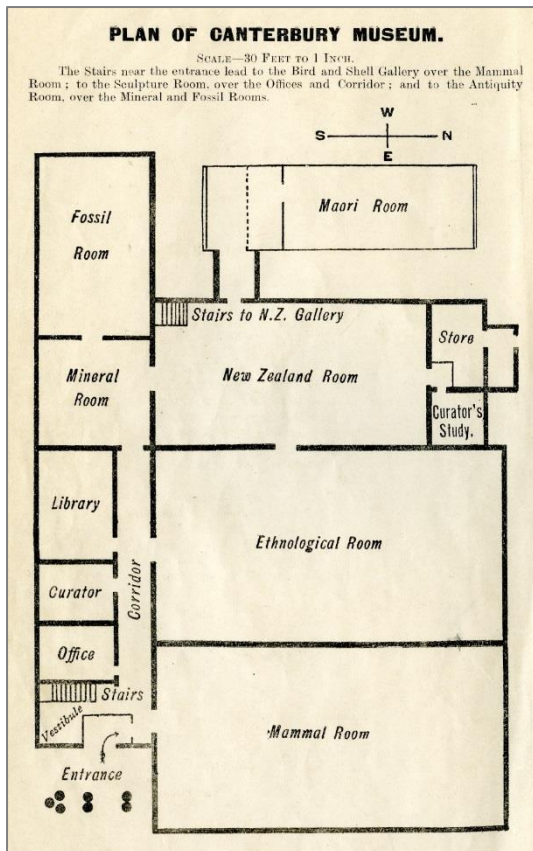 PLAN OF CANTERBURY MUSEUM.
SCALE—30 FEET TO 1 INCH.
The Stairs near the entrance lead to the Bird and Shell Gallery over the Mammal
Room; to the Sculpture Room, over the Offices and Corridor; and to the Antiquity
Room, over the Mineral and Fossil Rooms.
W
S N
E
Fossil
Room
Maori Room
Stairs to N.Z. Gallery
Store
Mineral
Room
New Zealand Room
Curator's
Study.
Library
Ethnological Room
Corridor
Curator
Office
Stairs
Vestibule
Mammal Room
Entrance